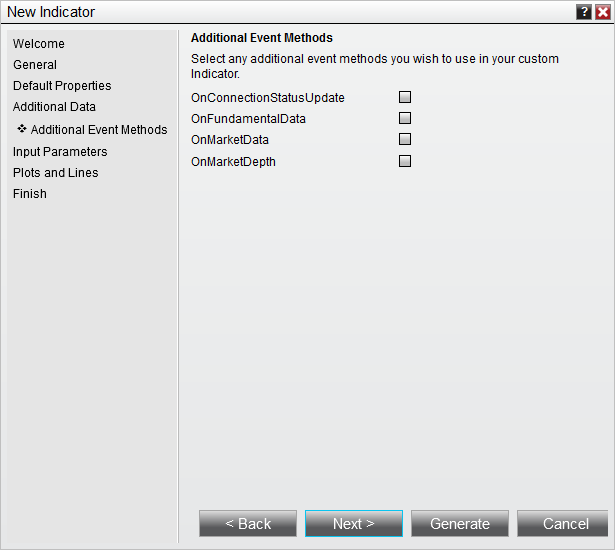 New Indicator
?
Welcome
General
Default Properties
Additional Data
Additional Event Methods
Input Parameters
Plots and Lines
Finish
Additional Event Methods
Select any additional event methods you wish to use in your custom
Indicator.
OnConnectionStatusUpdate
OnFundamentalData
OnMarketData
OnMarketDepth
< Back
Next >
Generate
Cancel